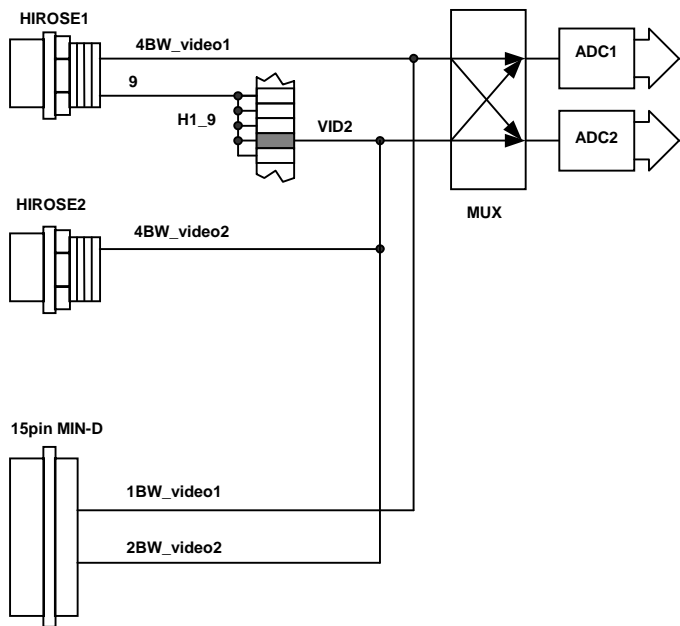 HIROSE1
4BW_video1
ADC1
9
H1_9
VID2
ADC2
HIROSE2
MUX
4BW_video2
15pin MIN-D
1BW_video1
2BW_video2